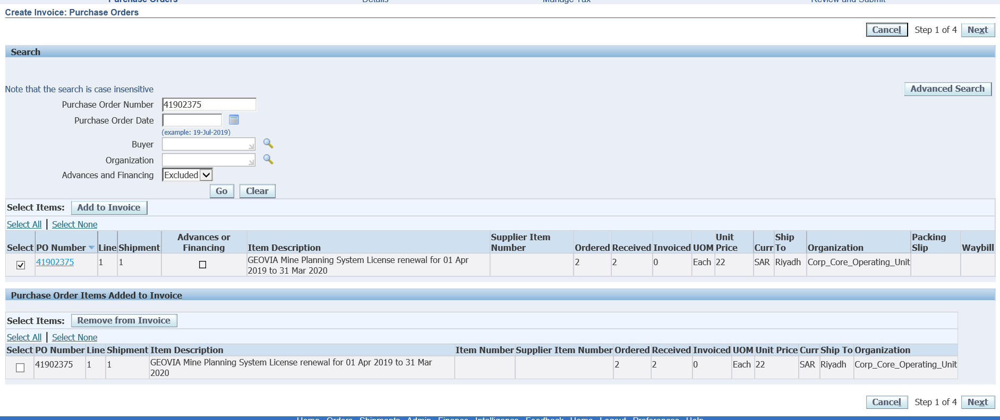 Purchase Orders Details Manage Tax Review and Submit
Create Invoice: Purchase Orders
Cancel Step 1 of 4 Next
Search
Note that the search is case insensitive
Advanced Search
Purchase Order Number 41902375
Purchase Order Date
(example: 19-Jul-2019)
Buyer
Organization
Advances and Financing Excluded
Go Clear
Select Items: Add to Invoice
Select All | Select None
Select PO Number Line Shipment Advances or Financing Item Description Supplier Item Number Ordered Received Invoiced UOM Unit Price Curr Ship To Organization Packing Slip Waybill
41902375 1 1 GEOVIA Mine Planning System License renewal for 01 Apr 2019 to 31 Mar 2020 2 2 0 Each 22 SAR Riyadh Corp_Core_Operating_Unit
Purchase Order Items Added to Invoice
Select Items: Remove from Invoice
Select All | Select None
Select PO Number Line Shipment Item Description Item Number Supplier Item Number Ordered Received Invoiced UOM Unit Price Curr Ship To Organization
41902375 1 1 GEOVIA Mine Planning System License renewal for 01 Apr 2019 to 31 Mar 2020 2 2 0 Each 22 SAR Riyadh Corp_Core_Operating_Unit
Cancel Step 1 of 4 Next
Home Orders Shipments Admin Finance Intelligence Feedback Home Logout Preferences Help